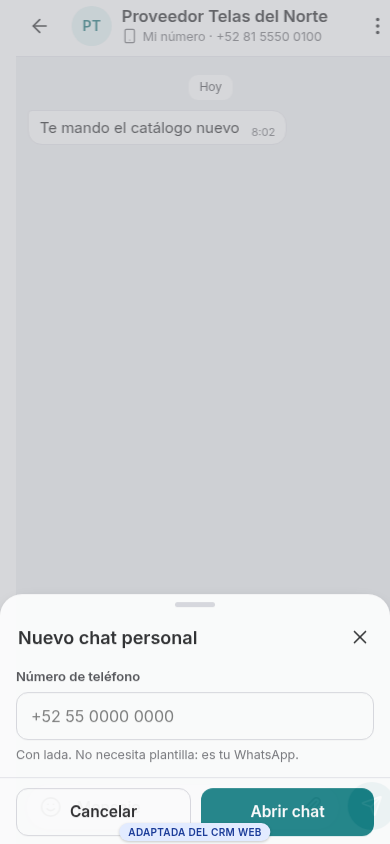 PT
Proveedor Telas del Norte
Mi número · +52 81 5550 0100
Hoy
Te mando el catálogo nuevo 8:02
Nuevo chat personal
Número de teléfono
+52 55 0000 0000
Con lada. No necesita plantilla: es tu WhatsApp.
Cancelar
Abrir chat
ADAPTADA DEL CRM WEB